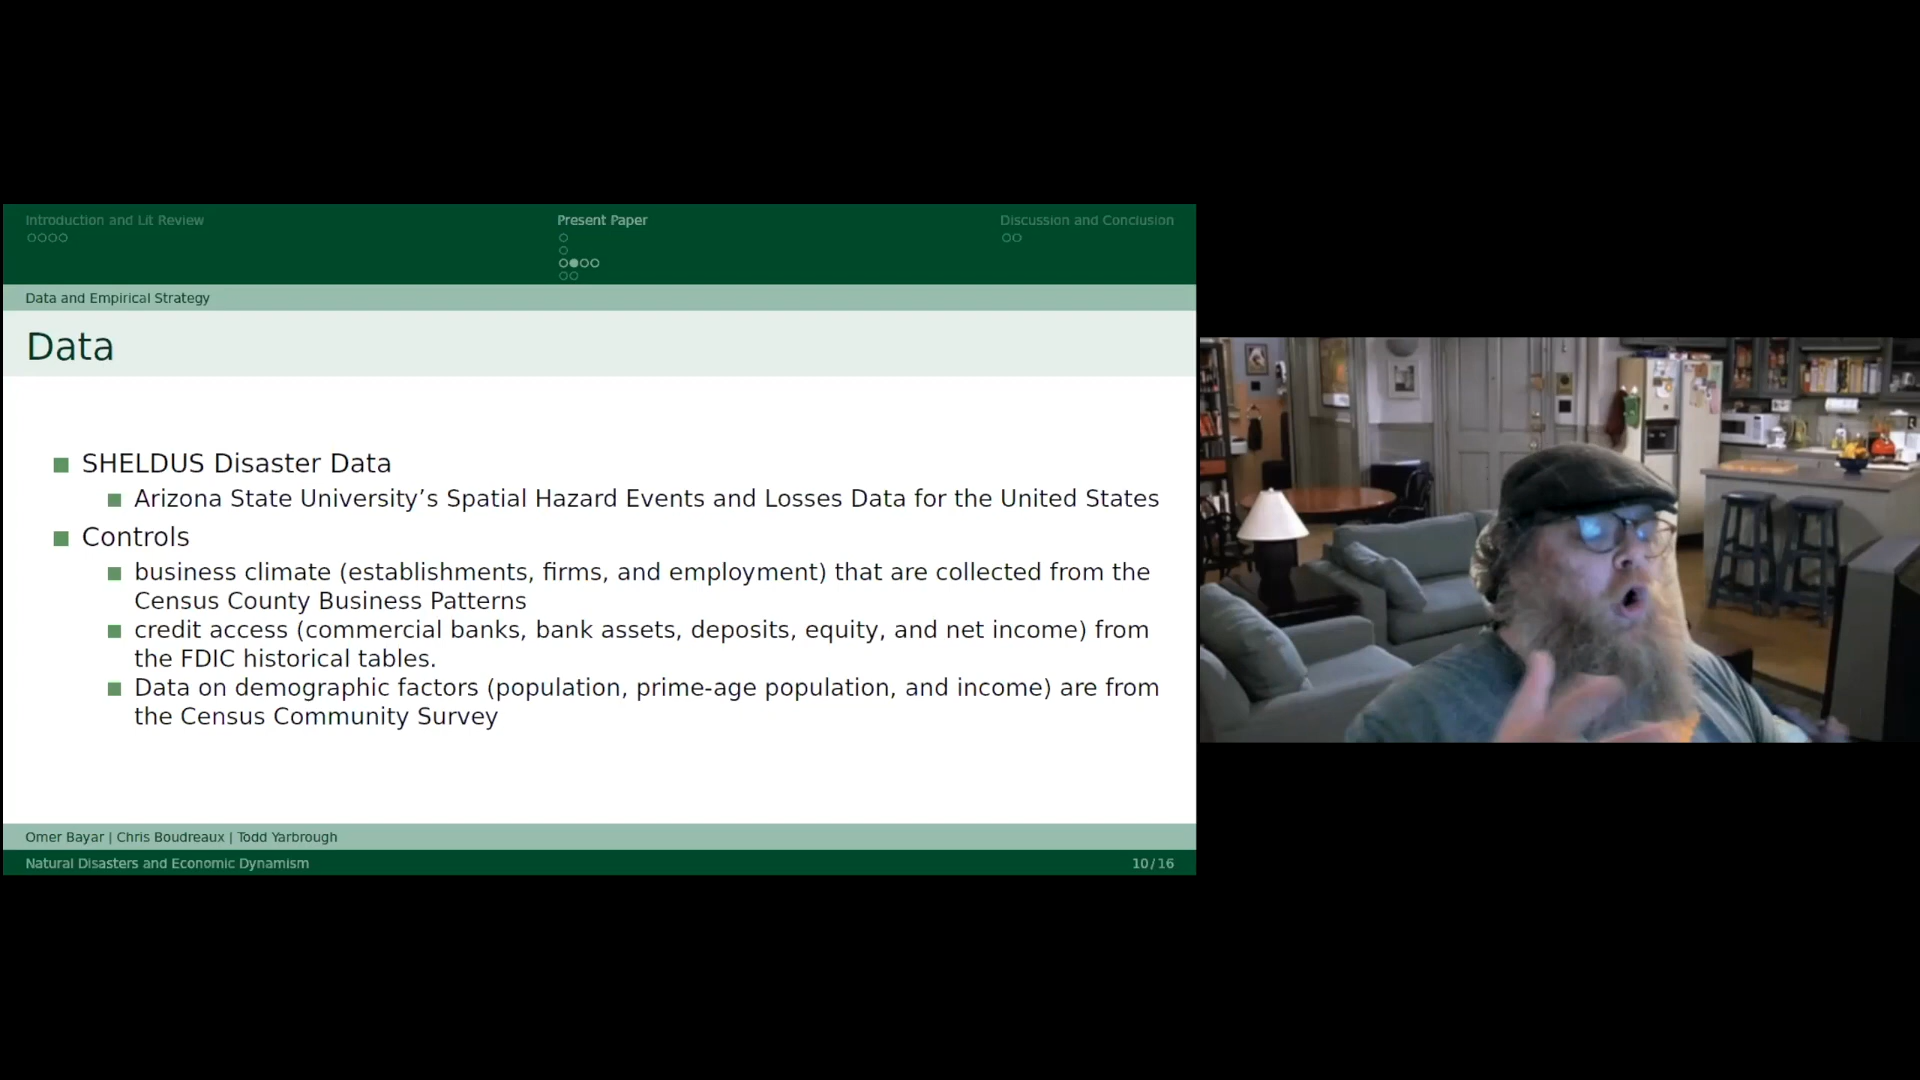 Introduction and Lit Review
Present Paper
Discussion and Conclusion
Data and Empirical Strategy
Data
SHELDUS Disaster Data
Arizona State University’s Spatial Hazard Events and Losses Data for the United States
Controls
business climate (establishments, firms, and employment) that are collected from the
Census County Business Patterns
credit access (commercial banks, bank assets, deposits, equity, and net income) from
the FDIC historical tables.
Data on demographic factors (population, prime-age population, and income) are from
the Census Community Survey
Omer Bayar | Chris Boudreaux | Todd Yarbrough
Natural Disasters and Economic Dynamism
10/16